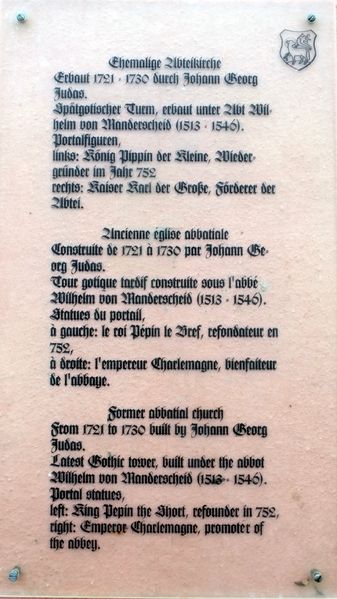 Ehemalige Abteikirche
Erbaut 1721 - 1730 durch Johann Georg
Judas.
Spätgotischer Turm, erbaut unter Abt Wil-
helm von Manderscheid (1513 - 1546).
Portalfiguren,
links: König Pippin der Kleine, Wieder-
gründer im Jahr 752
rechts: Kaiser Karl der Große, Förderer der
Abtei.
Ancienne église abbatiale
Construite de 1721 à 1730 par Johann Ge-
org Judas.
Tour gotique tardif construite sous l'abbé
Wilhelm von Manderscheid (1513 - 1546).
Statues du portail,
à gauche: le roi Pépin le Bref, refondateur en
752,
à droite: l'empereur Charlemagne, bienfaiteur
de l'abbaye.
Former abbatial church
From 1721 to 1730 built by Johann Georg
Judas.
Latest Gothic tower, built under the abbot
Wilhelm von Manderscheid (1513 - 1546).
Portal statues,
left: King Pepin the Short, refounder in 752,
right: Emperor Charlemagne, promoter of
the abbey.